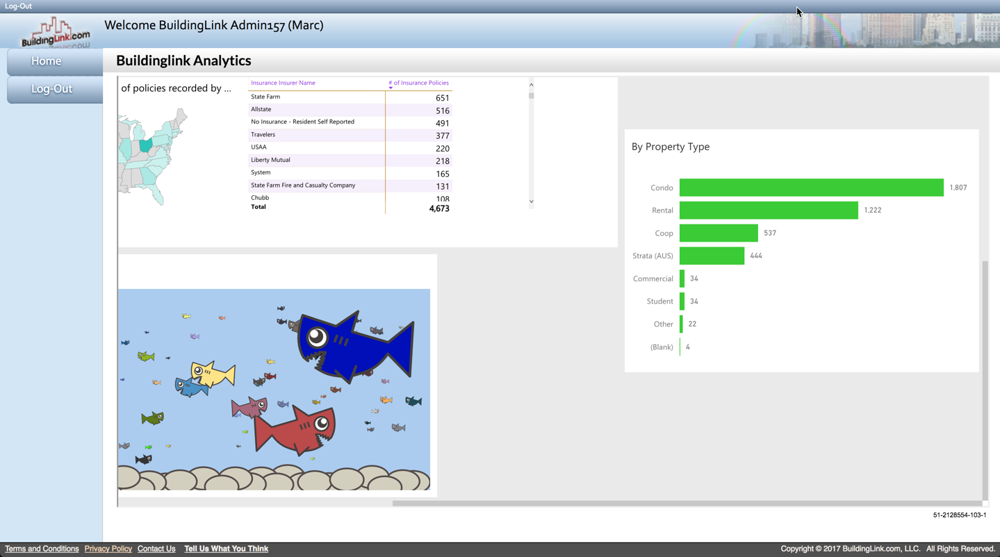 Log-Out
BuildingLink.com
Welcome BuildingLink Admin157 (Marc)
Home
Log-Out
Buildinglink Analytics
of policies recorded by ...
Insurance Insurer Name # of Insurance Policies
State Farm 651
Allstate 516
No Insurance - Resident Self Reported 491
Travelers 377
USAA 220
Liberty Mutual 218
System 165
State Farm Fire and Casualty Company 131
Chubb 108
Total 4,673
By Property Type
Condo 1,807
Rental 1,222
Coop 537
Strata (AUS) 444
Commercial 34
Student 34
Other 22
(Blank) 4
51-2128554-103-1
Terms and Conditions Privacy Policy Contact Us Tell Us What You Think
Copyright © 2017 BuildingLink.com, LLC. All Rights Reserved.